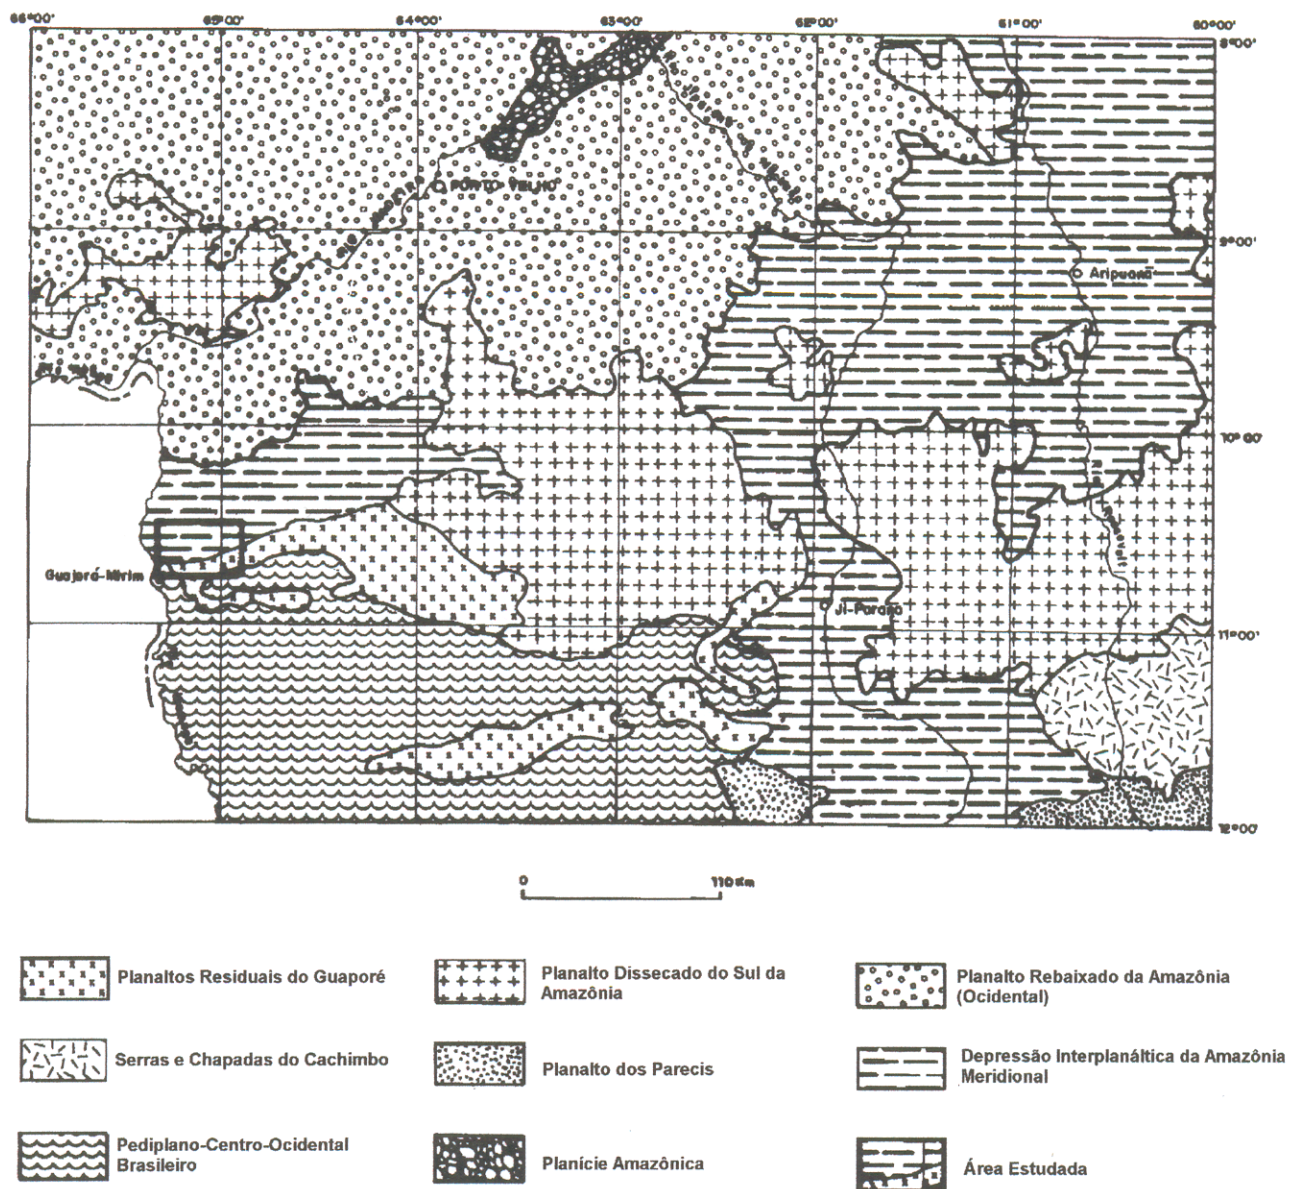 66°00'
65°00'
64°00'
63°00'
62°00'
61°00'
60°00'
8°00'
PORTO-VELHO
9°00'
Aripuanã
10°00'
Guajará-Mirim
Ji-Paraná
11°00'
12°00'
0 110 Km
Planaltos Residuais do Guaporé
Planalto Dissecado do Sul da
Amazônia
Planalto Rebaixado da Amazônia
(Ocidental)
Serras e Chapadas do Cachimbo
Planalto dos Parecis
Depressão Interplanáltica da Amazônia
Meridional
Pediplano-Centro-Ocidental
Brasileiro
Planície Amazônica
Área Estudada